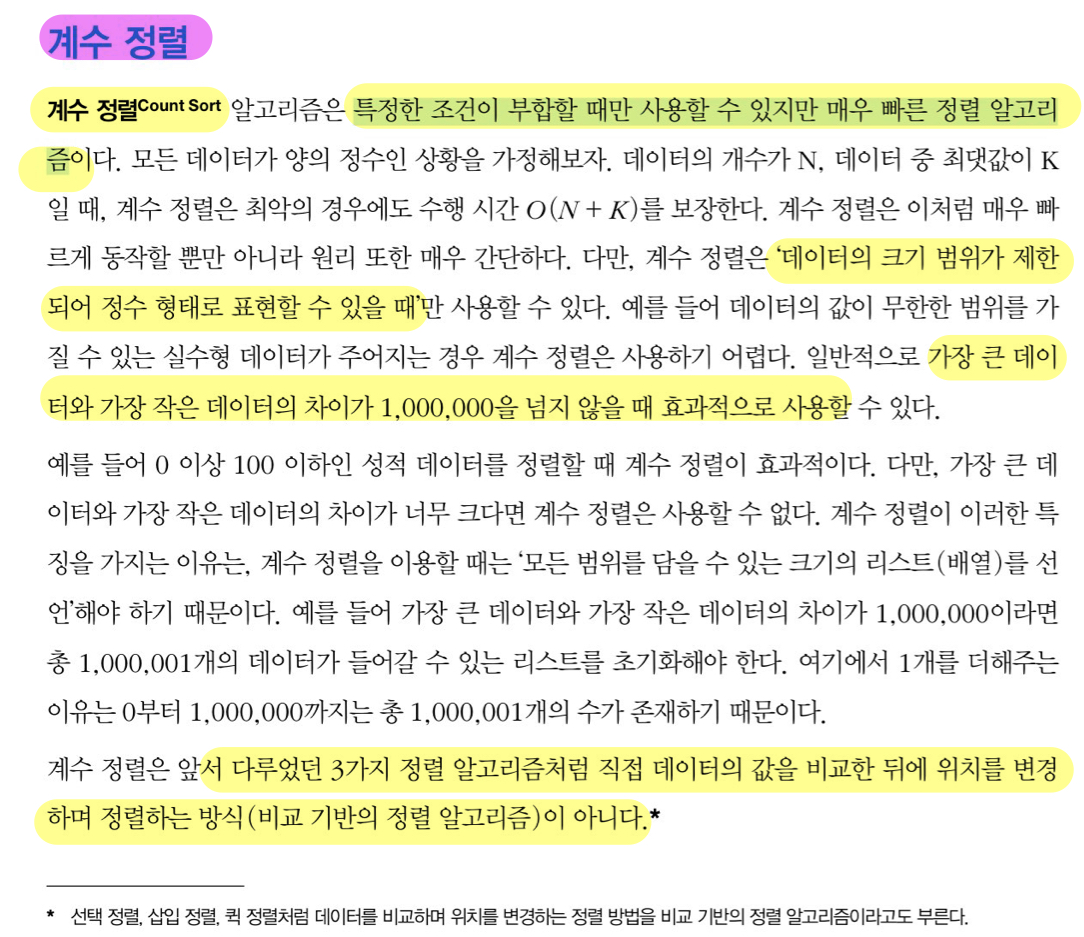 계수 정렬
계수 정렬Count Sort 알고리즘은 특정한 조건이 부합할 때만 사용할 수 있지만 매우 빠른 정렬 알고리
즘이다. 모든 데이터가 양의 정수인 상황을 가정해보자. 데이터의 개수가 N, 데이터 중 최댓값이 K
일 때, 계수 정렬은 최악의 경우에도 수행 시간 O(N + K)를 보장한다. 계수 정렬은 이처럼 매우 빠
르게 동작할 뿐만 아니라 원리 또한 매우 간단하다. 다만, 계수 정렬은 ‘데이터의 크기 범위가 제한
되어 정수 형태로 표현할 수 있을 때’만 사용할 수 있다. 예를 들어 데이터의 값이 무한한 범위를 가
질 수 있는 실수형 데이터가 주어지는 경우 계수 정렬은 사용하기 어렵다. 일반적으로 가장 큰 데이
터와 가장 작은 데이터의 차이가 1,000,000을 넘지 않을 때 효과적으로 사용할 수 있다.
예를 들어 0 이상 100 이하인 성적 데이터를 정렬할 때 계수 정렬이 효과적이다. 다만, 가장 큰 데
이터와 가장 작은 데이터의 차이가 너무 크다면 계수 정렬은 사용할 수 없다. 계수 정렬이 이러한 특
징을 가지는 이유는, 계수 정렬을 이용할 때는 ‘모든 범위를 담을 수 있는 크기의 리스트(배열)를 선
언’해야 하기 때문이다. 예를 들어 가장 큰 데이터와 가장 작은 데이터의 차이가 1,000,000이라면
총 1,000,001개의 데이터가 들어갈 수 있는 리스트를 초기화해야 한다. 여기에서 1개를 더해주는
이유는 0부터 1,000,000까지는 총 1,000,001개의 수가 존재하기 때문이다.
계수 정렬은 앞서 다루었던 3가지 정렬 알고리즘처럼 직접 데이터의 값을 비교한 뒤에 위치를 변경
하며 정렬하는 방식(비교 기반의 정렬 알고리즘)이 아니다.*
* 선택 정렬, 삽입 정렬, 퀵 정렬처럼 데이터를 비교하며 위치를 변경하는 정렬 방법을 비교 기반의 정렬 알고리즘이라고도 부른다.